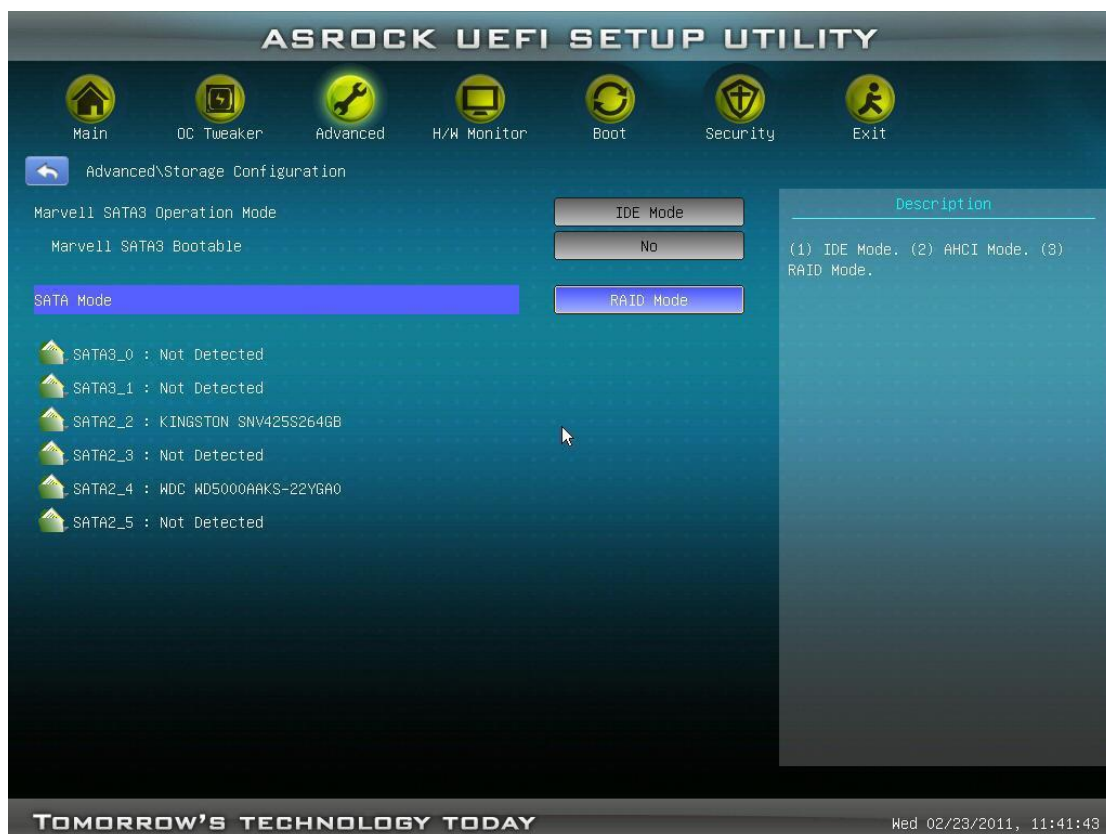 ASROCK UEFI SETUP UTILITY
Main OC Tweaker Advanced H/W Monitor Boot Security Exit
Advanced\Storage Configuration
Marvell SATA3 Operation Mode IDE Mode
Marvell SATA3 Bootable No
SATA Mode RAID Mode
SATA3_0 : Not Detected
SATA3_1 : Not Detected
SATA2_2 : KINGSTON SNV425S264GB
SATA2_3 : Not Detected
SATA2_4 : WDC WD5000AAKS-22YGA0
SATA2_5 : Not Detected
Description
(1) IDE Mode. (2) AHCI Mode. (3)
RAID Mode.
TOMORROW'S TECHNOLOGY TODAY
Wed 02/23/2011, 11:41:43